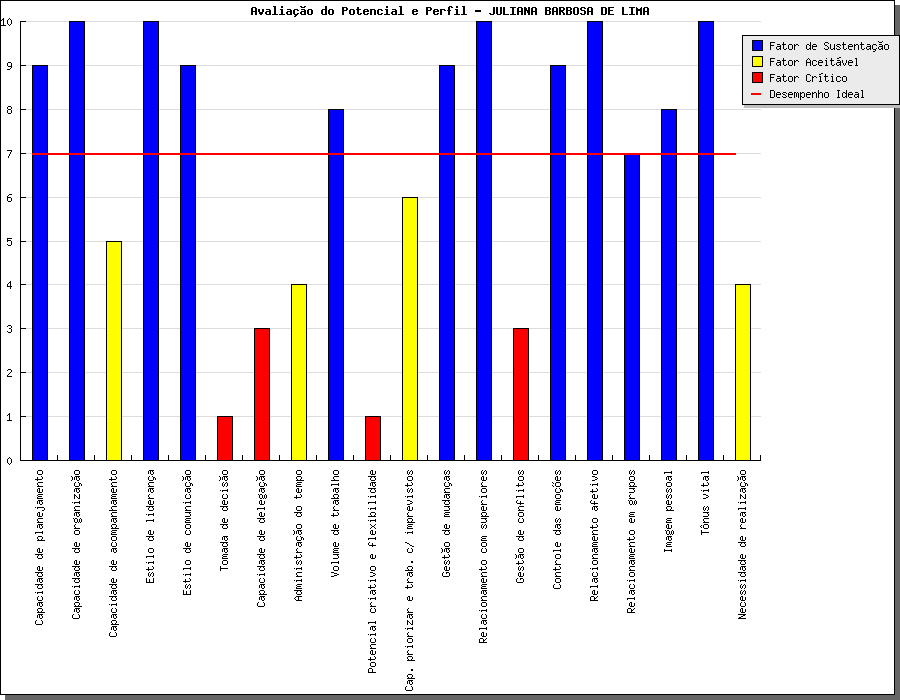 Avaliação do Potencial e Perfil - JULIANA BARBOSA DE LIMA
Fator de Sustentação
Fator Aceitável
Fator Crítico
Desempenho Ideal
10
9
8
7
6
5
4
3
2
1
0
Capacidade de planejamento
Capacidade de organização
Capacidade de acompanhamento
Estilo de liderança
Estilo de comunicação
Tomada de decisão
Capacidade de delegação
Administração do tempo
Volume de trabalho
Potencial criativo e flexibilidade
Cap. priorizar e trab. c/ imprevistos
Gestão de mudanças
Relacionamento com superiores
Gestão de conflitos
Controle das emoções
Relacionamento afetivo
Relacionamento em grupos
Imagem pessoal
Tônus vital
Necessidade de realização